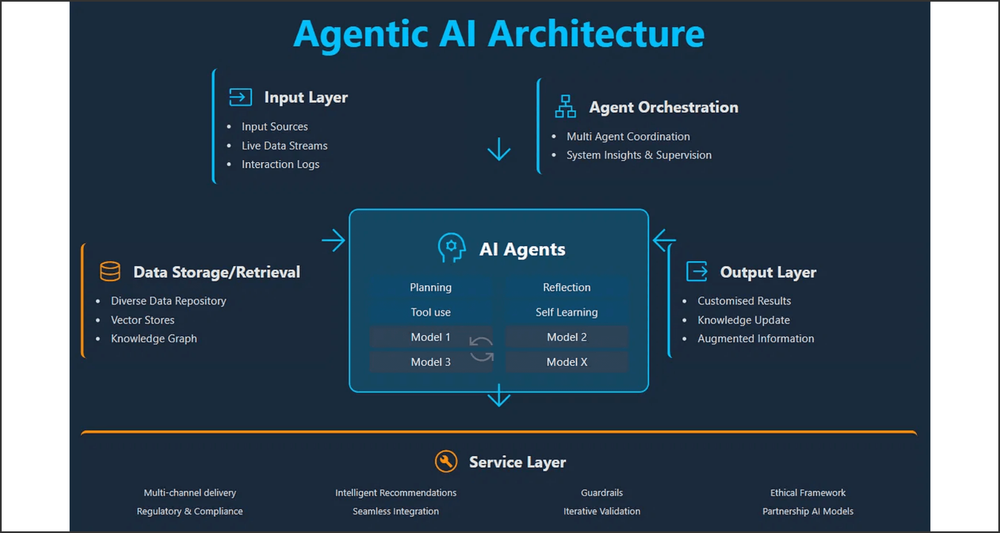 Agentic AI Architecture
Input Layer
Input Sources
Live Data Streams
Interaction Logs
Agent Orchestration
Multi Agent Coordination
System Insights & Supervision
Data Storage/Retrieval
Diverse Data Repository
Vector Stores
Knowledge Graph
AI Agents
Planning
Reflection
Tool use
Self Learning
Model 1
Model 2
Model 3
Model X
Output Layer
Customised Results
Knowledge Update
Augmented Information
Service Layer
Multi-channel delivery
Intelligent Recommendations
Guardrails
Ethical Framework
Regulatory & Compliance
Seamless Integration
Iterative Validation
Partnership AI Models